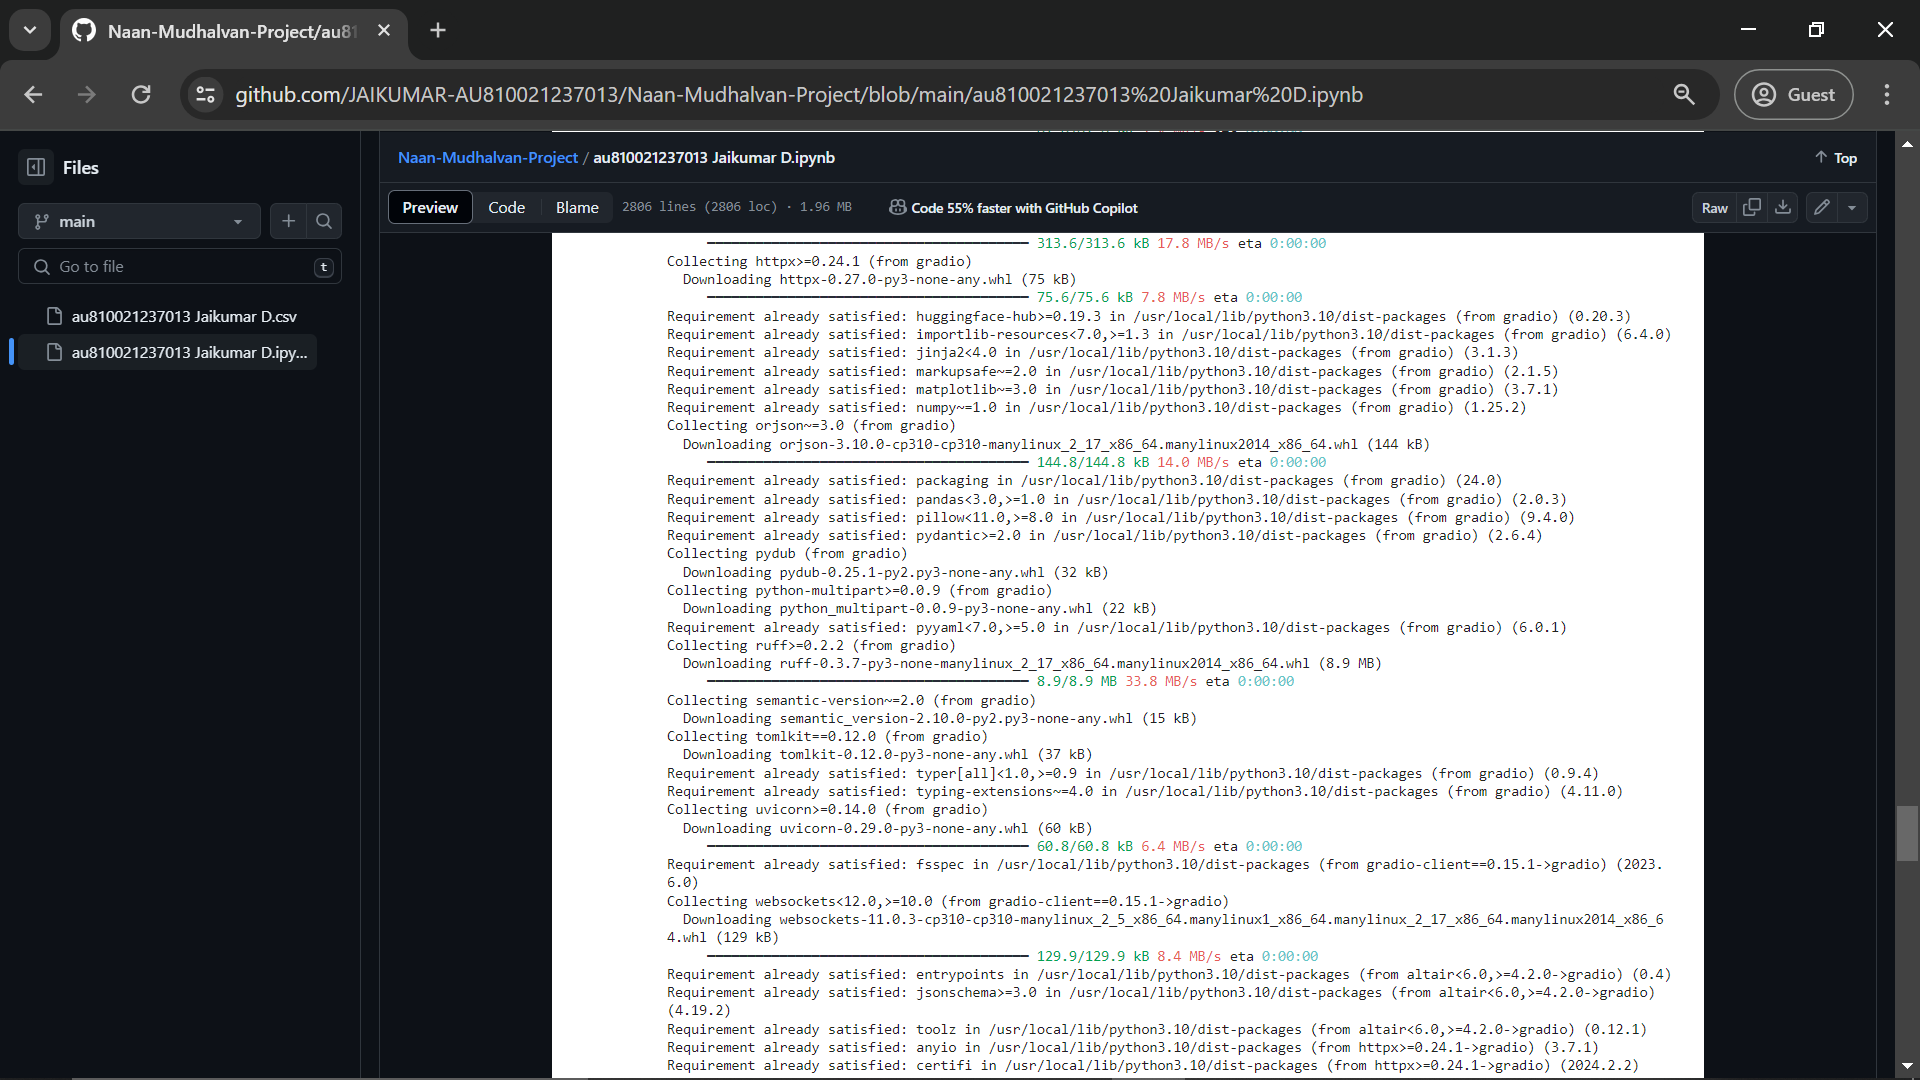 Naan-Mudhalvan-Project/au81
github.com/JAIKUMAR-AU810021237013/Naan-Mudhalvan-Project/blob/main/au810021237013%20Jaikumar%20D.ipynb
Guest
Files
main
Go to file
t
au810021237013 Jaikumar D.csv
au810021237013 Jaikumar D.ipy...
Naan-Mudhalvan-Project / au810021237013 Jaikumar D.ipynb
Top
Preview
Code
Blame
2806 lines (2806 loc) · 1.96 MB
Code 55% faster with GitHub Copilot
Raw
313.6/313.6 kB 17.8 MB/s eta 0:00:00
Collecting httpx>=0.24.1 (from gradio)
Downloading httpx-0.27.0-py3-none-any.whl (75 kB)
75.6/75.6 kB 7.8 MB/s eta 0:00:00
Requirement already satisfied: huggingface-hub>=0.19.3 in /usr/local/lib/python3.10/dist-packages (from gradio) (0.20.3)
Requirement already satisfied: importlib-resources<7.0,>=1.3 in /usr/local/lib/python3.10/dist-packages (from gradio) (6.4.0)
Requirement already satisfied: jinja2<4.0 in /usr/local/lib/python3.10/dist-packages (from gradio) (3.1.3)
Requirement already satisfied: markupsafe~=2.0 in /usr/local/lib/python3.10/dist-packages (from gradio) (2.1.5)
Requirement already satisfied: matplotlib~=3.0 in /usr/local/lib/python3.10/dist-packages (from gradio) (3.7.1)
Requirement already satisfied: numpy~=1.0 in /usr/local/lib/python3.10/dist-packages (from gradio) (1.25.2)
Collecting orjson~=3.0 (from gradio)
Downloading orjson-3.10.0-cp310-cp310-manylinux_2_17_x86_64.manylinux2014_x86_64.whl (144 kB)
144.8/144.8 kB 14.0 MB/s eta 0:00:00
Requirement already satisfied: packaging in /usr/local/lib/python3.10/dist-packages (from gradio) (24.0)
Requirement already satisfied: pandas<3.0,>=1.0 in /usr/local/lib/python3.10/dist-packages (from gradio) (2.0.3)
Requirement already satisfied: pillow<11.0,>=8.0 in /usr/local/lib/python3.10/dist-packages (from gradio) (9.4.0)
Requirement already satisfied: pydantic>=2.0 in /usr/local/lib/python3.10/dist-packages (from gradio) (2.6.4)
Collecting pydub (from gradio)
Downloading pydub-0.25.1-py2.py3-none-any.whl (32 kB)
Collecting python-multipart>=0.0.9 (from gradio)
Downloading python_multipart-0.0.9-py3-none-any.whl (22 kB)
Requirement already satisfied: pyyaml<7.0,>=5.0 in /usr/local/lib/python3.10/dist-packages (from gradio) (6.0.1)
Collecting ruff>=0.2.2 (from gradio)
Downloading ruff-0.3.7-py3-none-manylinux_2_17_x86_64.manylinux2014_x86_64.whl (8.9 MB)
8.9/8.9 MB 33.8 MB/s eta 0:00:00
Collecting semantic-version~=2.0 (from gradio)
Downloading semantic_version-2.10.0-py2.py3-none-any.whl (15 kB)
Collecting tomlkit==0.12.0 (from gradio)
Downloading tomlkit-0.12.0-py3-none-any.whl (37 kB)
Requirement already satisfied: typer[all]<1.0,>=0.9 in /usr/local/lib/python3.10/dist-packages (from gradio) (0.9.4)
Requirement already satisfied: typing-extensions~=4.0 in /usr/local/lib/python3.10/dist-packages (from gradio) (4.11.0)
Collecting uvicorn>=0.14.0 (from gradio)
Downloading uvicorn-0.29.0-py3-none-any.whl (60 kB)
60.8/60.8 kB 6.4 MB/s eta 0:00:00
Requirement already satisfied: fsspec in /usr/local/lib/python3.10/dist-packages (from gradio-client==0.15.1->gradio) (2023.
6.0)
Collecting websockets<12.0,>=10.0 (from gradio-client==0.15.1->gradio)
Downloading websockets-11.0.3-cp310-cp310-manylinux_2_5_x86_64.manylinux1_x86_64.manylinux_2_17_x86_64.manylinux2014_x86_6
4.whl (129 kB)
129.9/129.9 kB 8.4 MB/s eta 0:00:00
Requirement already satisfied: entrypoints in /usr/local/lib/python3.10/dist-packages (from altair<6.0,>=4.2.0->gradio) (0.4)
Requirement already satisfied: jsonschema>=3.0 in /usr/local/lib/python3.10/dist-packages (from altair<6.0,>=4.2.0->gradio)
(4.19.2)
Requirement already satisfied: toolz in /usr/local/lib/python3.10/dist-packages (from altair<6.0,>=4.2.0->gradio) (0.12.1)
Requirement already satisfied: anyio in /usr/local/lib/python3.10/dist-packages (from httpx>=0.24.1->gradio) (3.7.1)
Requirement already satisfied: certifi in /usr/local/lib/python3.10/dist-packages (from httpx>=0.24.1->gradio) (2024.2.2)